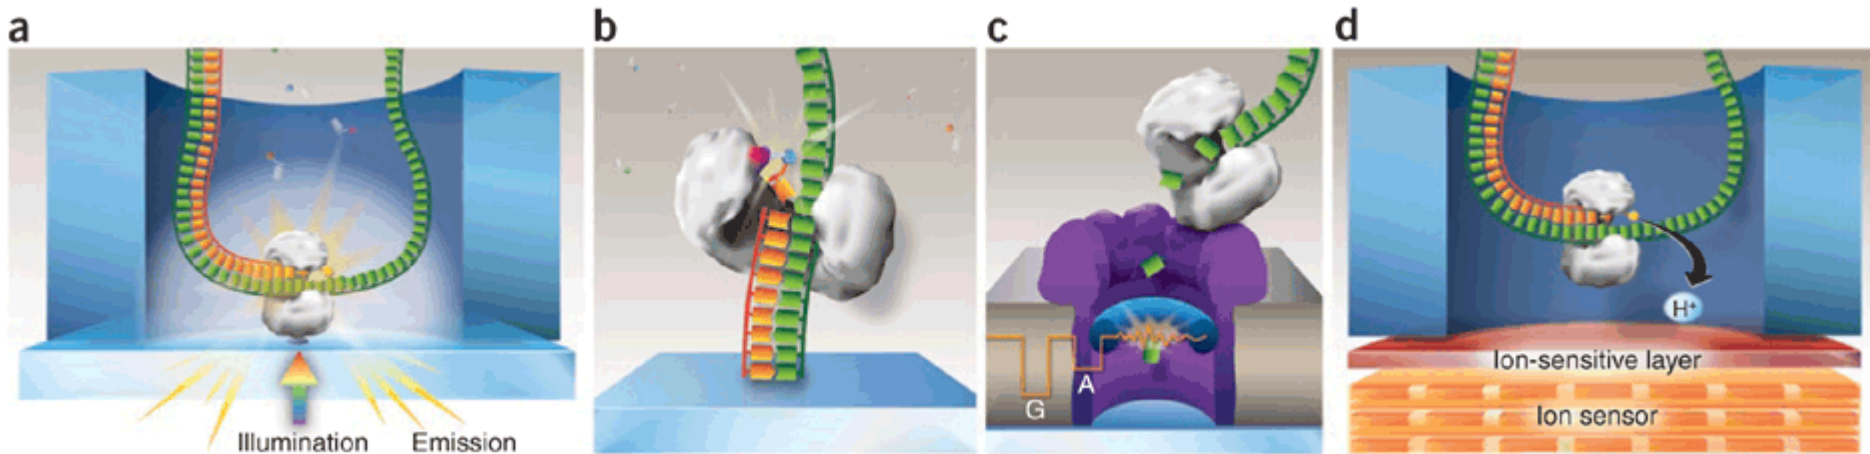 a
b
c
d
Illumination
Emission
G
A
H⁺
Ion-sensitive layer
Ion sensor